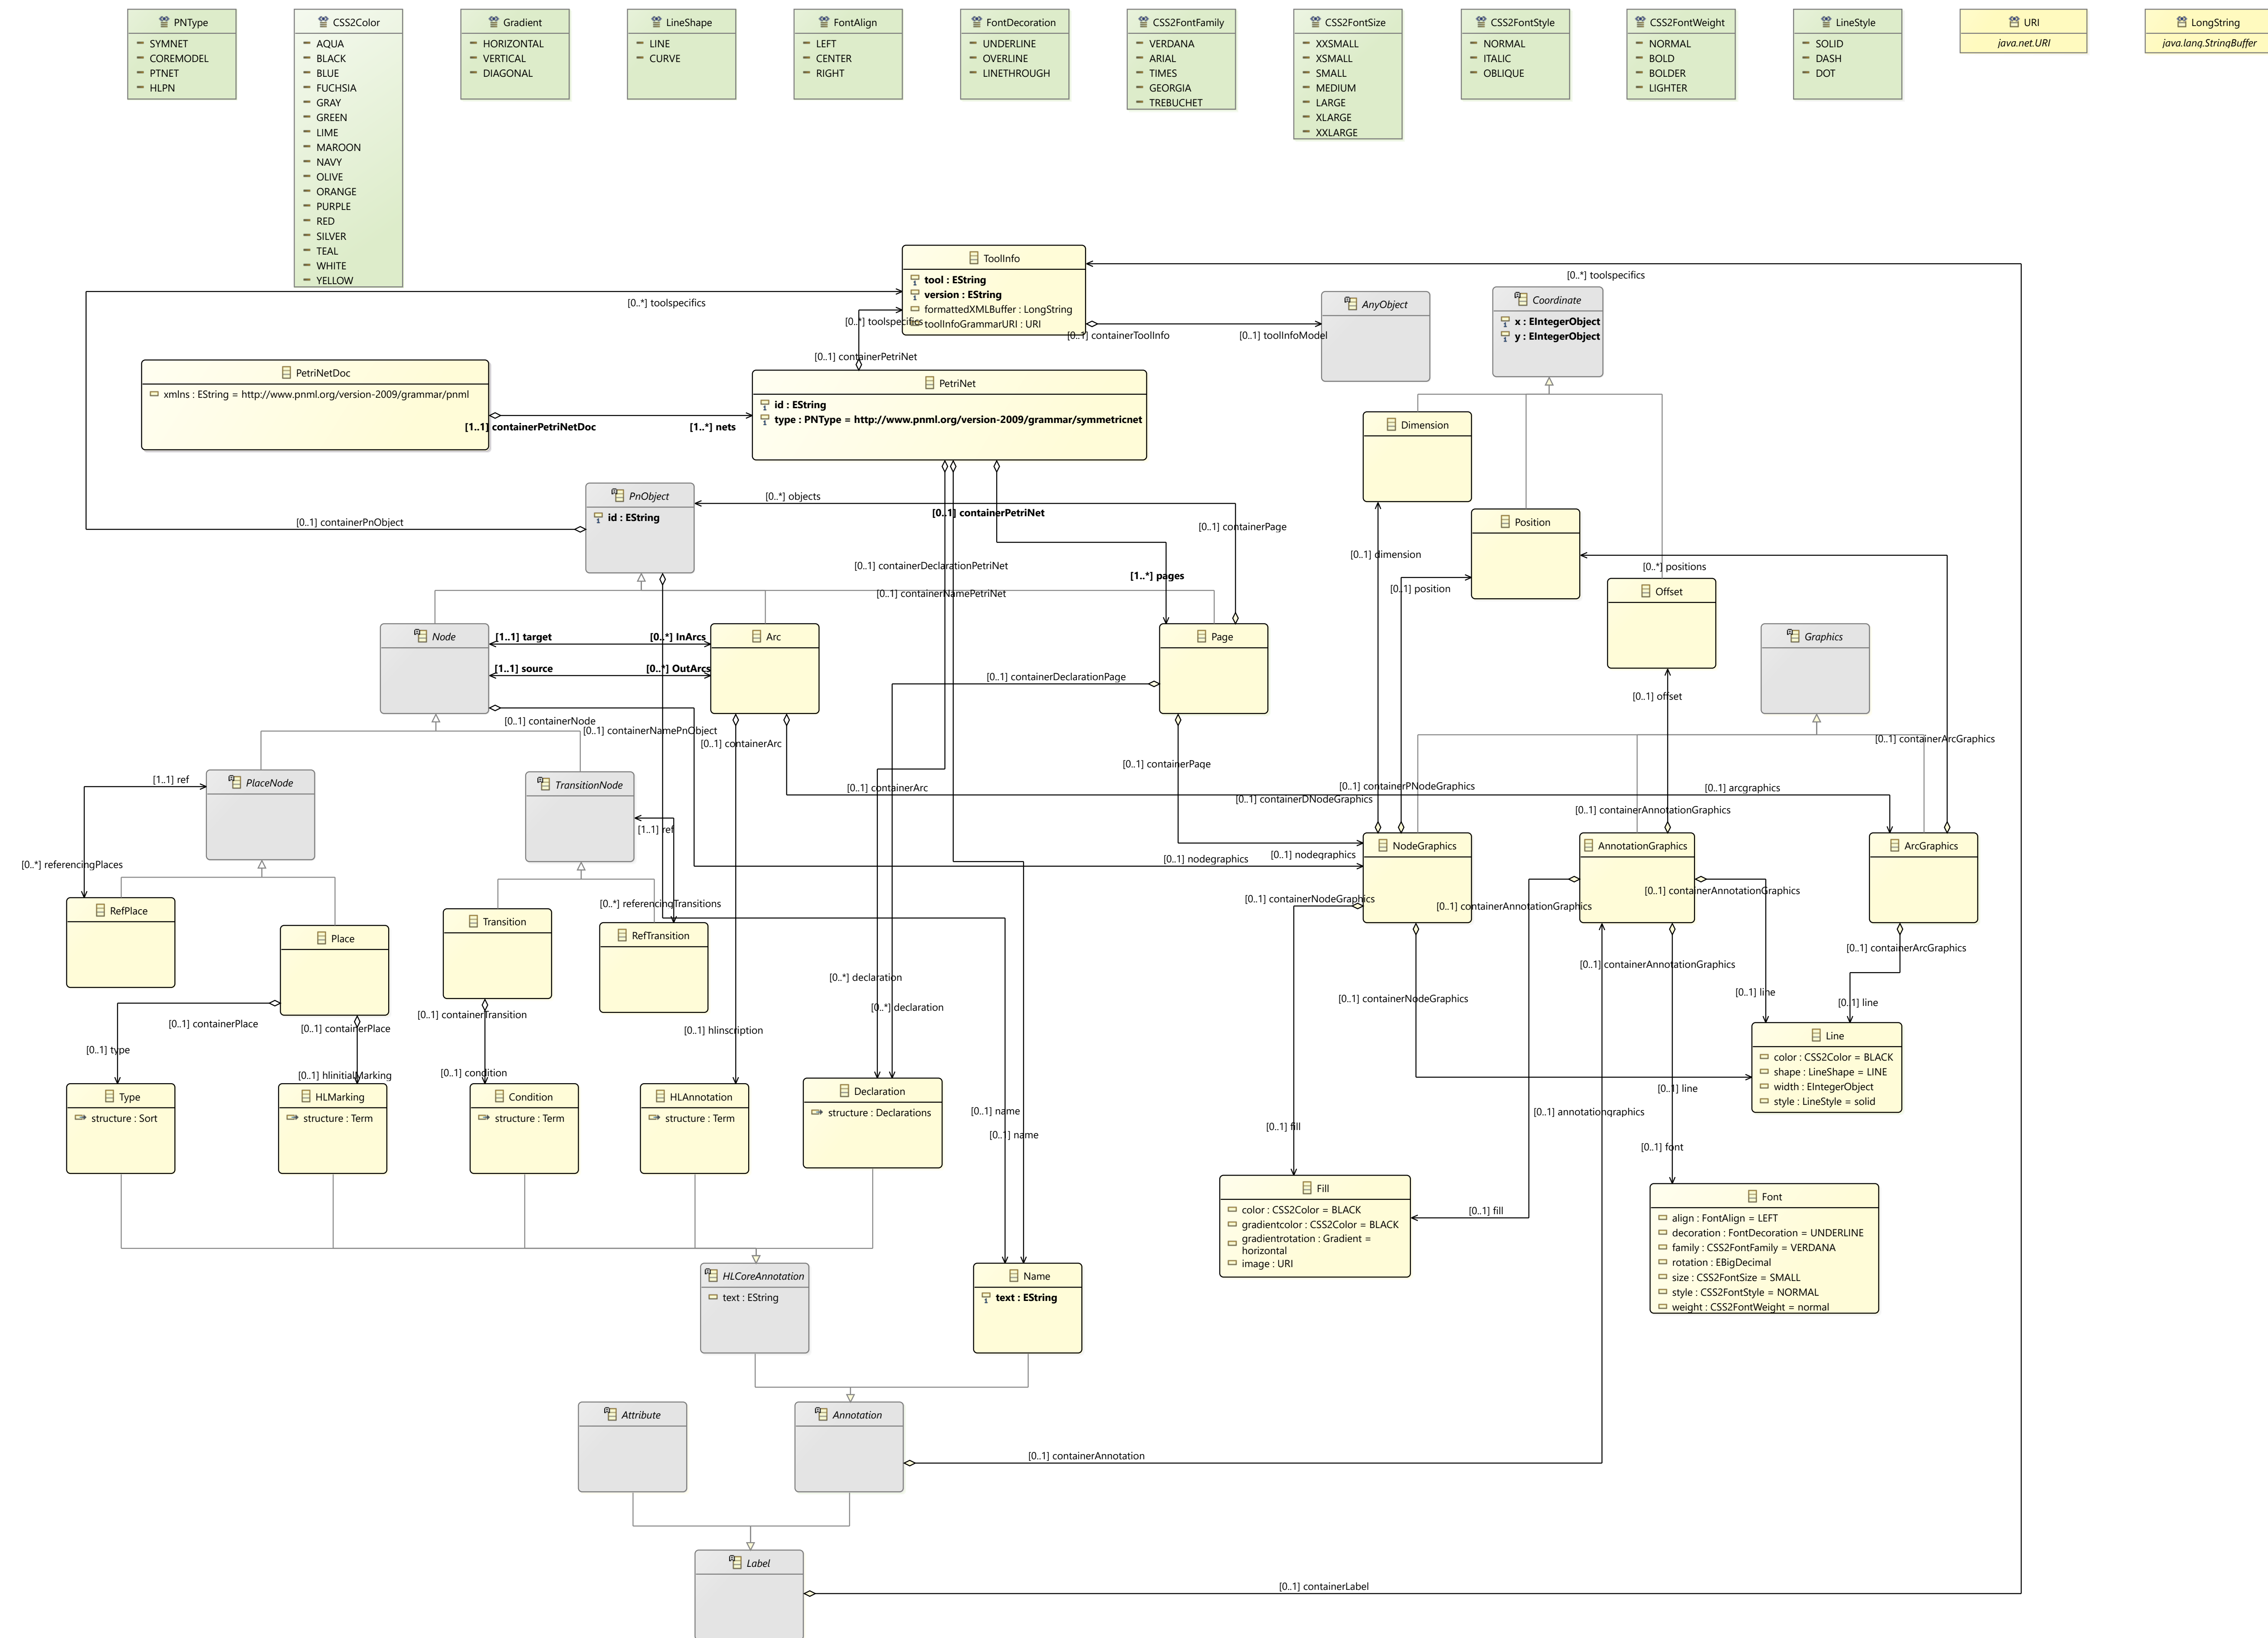 PNType
SYMNET
COREMODEL
PTNET
HLPN
CSS2Color
AQUA
BLACK
BLUE
FUCHSIA
GRAY
GREEN
LIME
MAROON
NAVY
OLIVE
ORANGE
PURPLE
RED
SILVER
TEAL
WHITE
YELLOW
Gradient
HORIZONTAL
VERTICAL
DIAGONAL
LineShape
LINE
CURVE
FontAlign
LEFT
CENTER
RIGHT
FontDecoration
UNDERLINE
OVERLINE
LINETHROUGH
CSS2FontFamily
VERDANA
ARIAL
TIMES
GEORGIA
TREBUCHET
CSS2FontSize
XXSMALL
XSMALL
SMALL
MEDIUM
LARGE
XLARGE
XXLARGE
CSS2FontStyle
NORMAL
ITALIC
OBLIQUE
CSS2FontWeight
NORMAL
BOLD
BOLDER
LIGHTER
LineStyle
SOLID
DASH
DOT
URI
java.net.URI
LongString
java.lang.StringBuffer
ToolInfo
tool : EString
version : EString
formattedXMLBuffer : LongString
toolInfoGrammarURI : URI
[0..*] toolspecifics
[0..*] toolspecifics
[0..*] toolspecifics
[0..1] containerToolInfo
[0..1] toolInfoModel
AnyObject
Coordinate
x : EIntegerObject
y : EIntegerObject
[0..1] containerPetriNet
PetriNetDoc
xmlns : EString = http://www.pnml.org/version-2009/grammar/pnml
[1..1] containerPetriNetDoc
[1..*] nets
PetriNet
id : EString
type : PNType = http://www.pnml.org/version-2009/grammar/symmetricnet
Dimension
Position
Offset
Graphics
PnObject
id : EString
[0..1] containerPnObject
[0..*] objects
[0..1] containerPetriNet
[0..1] containerPage
[0..1] containerDeclarationPetriNet
[1..*] pages
[0..1] containerNamePetriNet
[0..1] dimension
[0..1] position
[0..*] positions
[0..1] offset
Node
[1..1] target
[0..*] InArcs
[1..1] source
[0..*] OutArcs
Arc
Page
[0..1] containerDeclarationPage
[0..1] containerNode
[0..1] containerNamePnObject
[0..1] containerArc
[0..1] containerPage
[0..1] containerArcGraphics
[1..1] ref
PlaceNode
TransitionNode
[1..1] ref
[0..1] containerArc
[0..1] containerPNodeGraphics
[0..1] containerDNodeGraphics
[0..1] arcgraphics
[0..1] containerAnnotationGraphics
[0..*] referencingPlaces
[0..1] nodegraphics
[0..1] nodegraphics
NodeGraphics
AnnotationGraphics
ArcGraphics
[0..1] containerAnnotationGraphics
[0..1] containerNodeGraphics
[0..1] containerAnnotationGraphics
[0..*] referencingTransitions
RefPlace
Place
Transition
RefTransition
[0..1] containerArcGraphics
[0..1] containerAnnotationGraphics
[0..*] declaration
[0..*] declaration
[0..1] containerNodeGraphics
[0..1] line
[0..1] line
[0..1] containerPlace
[0..1] containerPlace
[0..1] containerTransition
[0..1] hlinscription
[0..1] type
[0..1] hlinitialMarking
[0..1] condition
Line
color : CSS2Color = BLACK
shape : LineShape = LINE
width : EIntegerObject
style : LineStyle = solid
[0..1] line
Type
structure : Sort
HLMarking
structure : Term
Condition
structure : Term
HLAnnotation
structure : Term
Declaration
structure : Declarations
[0..1] name
[0..1] name
[0..1] annotationgraphics
[0..1] fill
[0..1] font
Fill
color : CSS2Color = BLACK
gradientcolor : CSS2Color = BLACK
gradientrotation : Gradient =
horizontal
image : URI
[0..1] fill
Font
align : FontAlign = LEFT
decoration : FontDecoration = UNDERLINE
family : CSS2FontFamily = VERDANA
rotation : EBigDecimal
size : CSS2FontSize = SMALL
style : CSS2FontStyle = NORMAL
weight : CSS2FontWeight = normal
HLCoreAnnotation
text : EString
Name
text : EString
Attribute
Annotation
[0..1] containerAnnotation
Label
[0..1] containerLabel